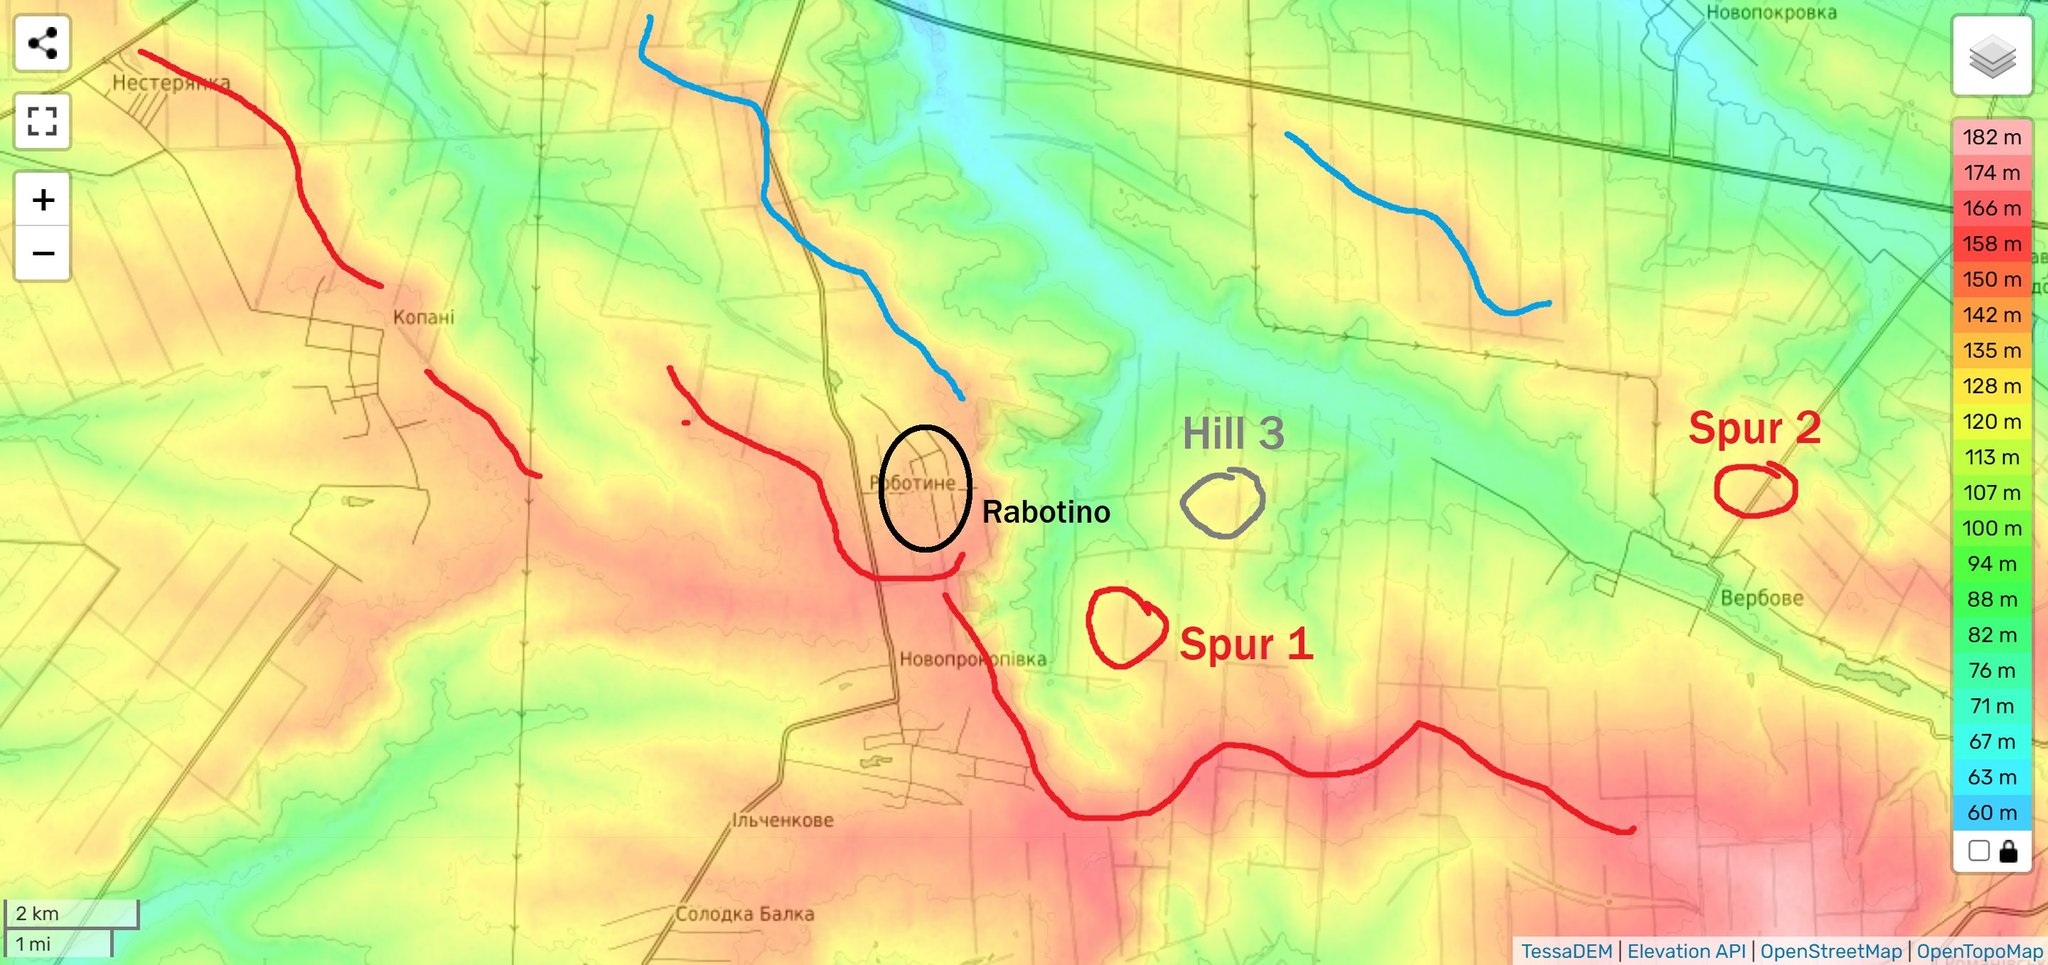 Новопокровка
Нестерянка
182 m
174 m
166 m
158 m
150 m
142 m
135 m
128 m
120 m
113 m
107 m
100 m
94 m
88 m
82 m
76 m
71 m
67 m
63 m
60 m
+
−
Копані
Hill 3
Spur 2
Роботине
Rabotino
Вербове
Spur 1
Новопрокопівка
Ільченкове
Солодка Балка
2 km
1 mi
TessaDEM | Elevation API | OpenStreetMap | OpenTopoMap